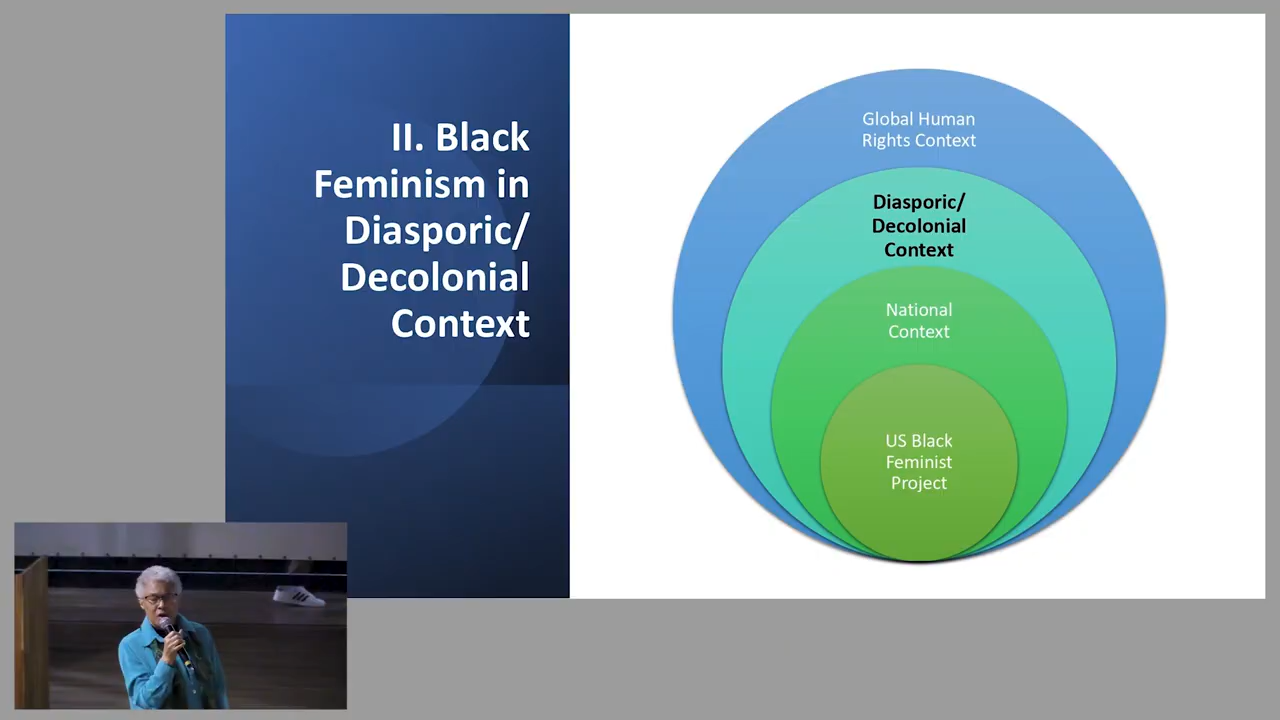 II. Black
Feminism in
Diasporic/
Decolonial
Context
Global Human
Rights Context
Diasporic/
Decolonial
Context
National
Context
US Black
Feminist
Project